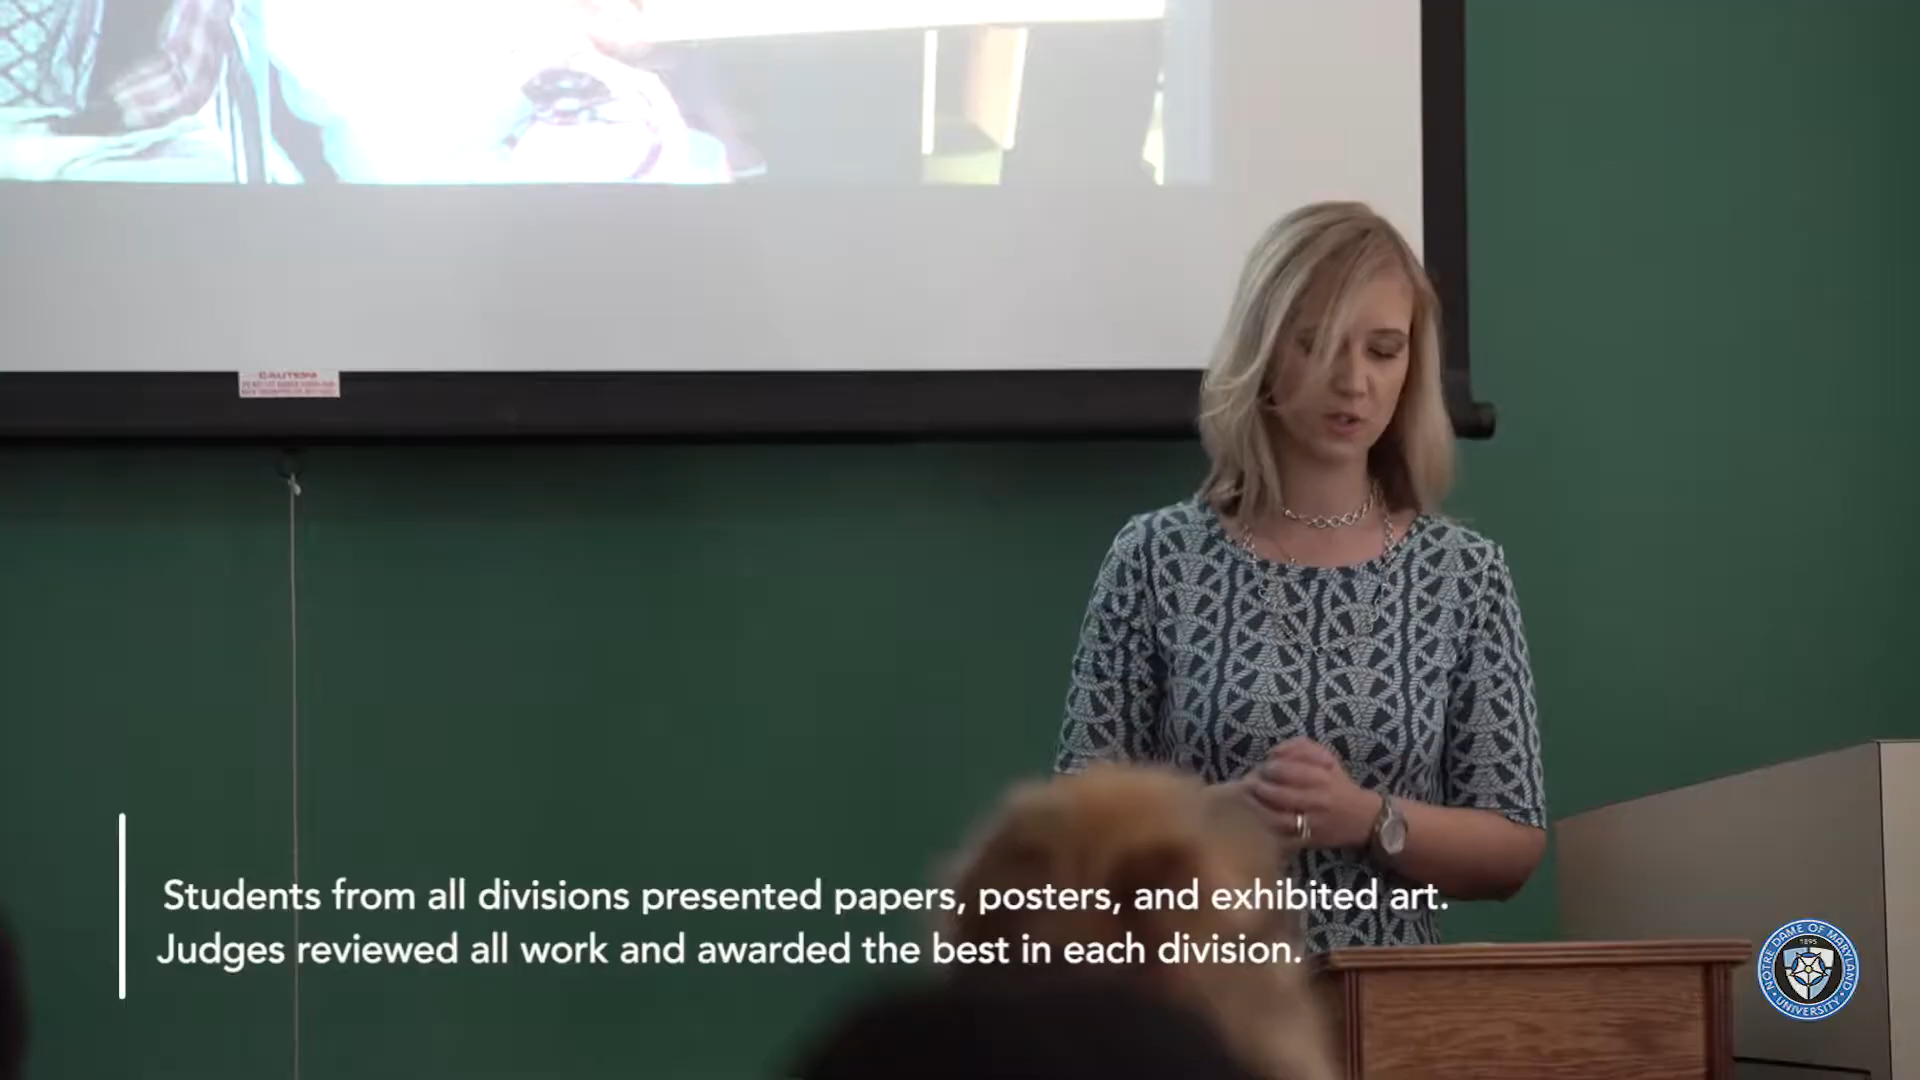 CAUTION
Students from all divisions presented papers, posters, and exhibited art.
Judges reviewed all work and awarded the best in each division.
NOTRE DAME OF MARYLAND
1895
UNIVERSITY